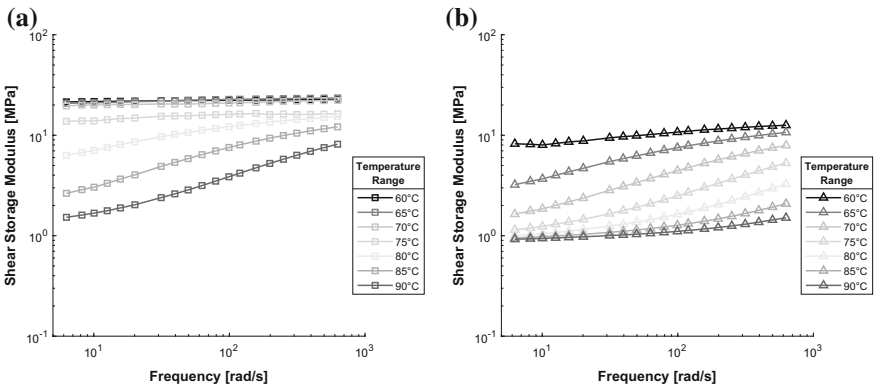 (a)
10²
10¹
10⁰
10⁻¹
Shear Storage Modulus [MPa]
10¹
10²
10³
Frequency [rad/s]
Temperature
Range
60°C
65°C
70°C
75°C
80°C
85°C
90°C
(b)
10²
10¹
10⁰
10⁻¹
Shear Storage Modulus [MPa]
10¹
10²
10³
Frequency [rad/s]
Temperature
Range
60°C
65°C
70°C
75°C
80°C
85°C
90°C